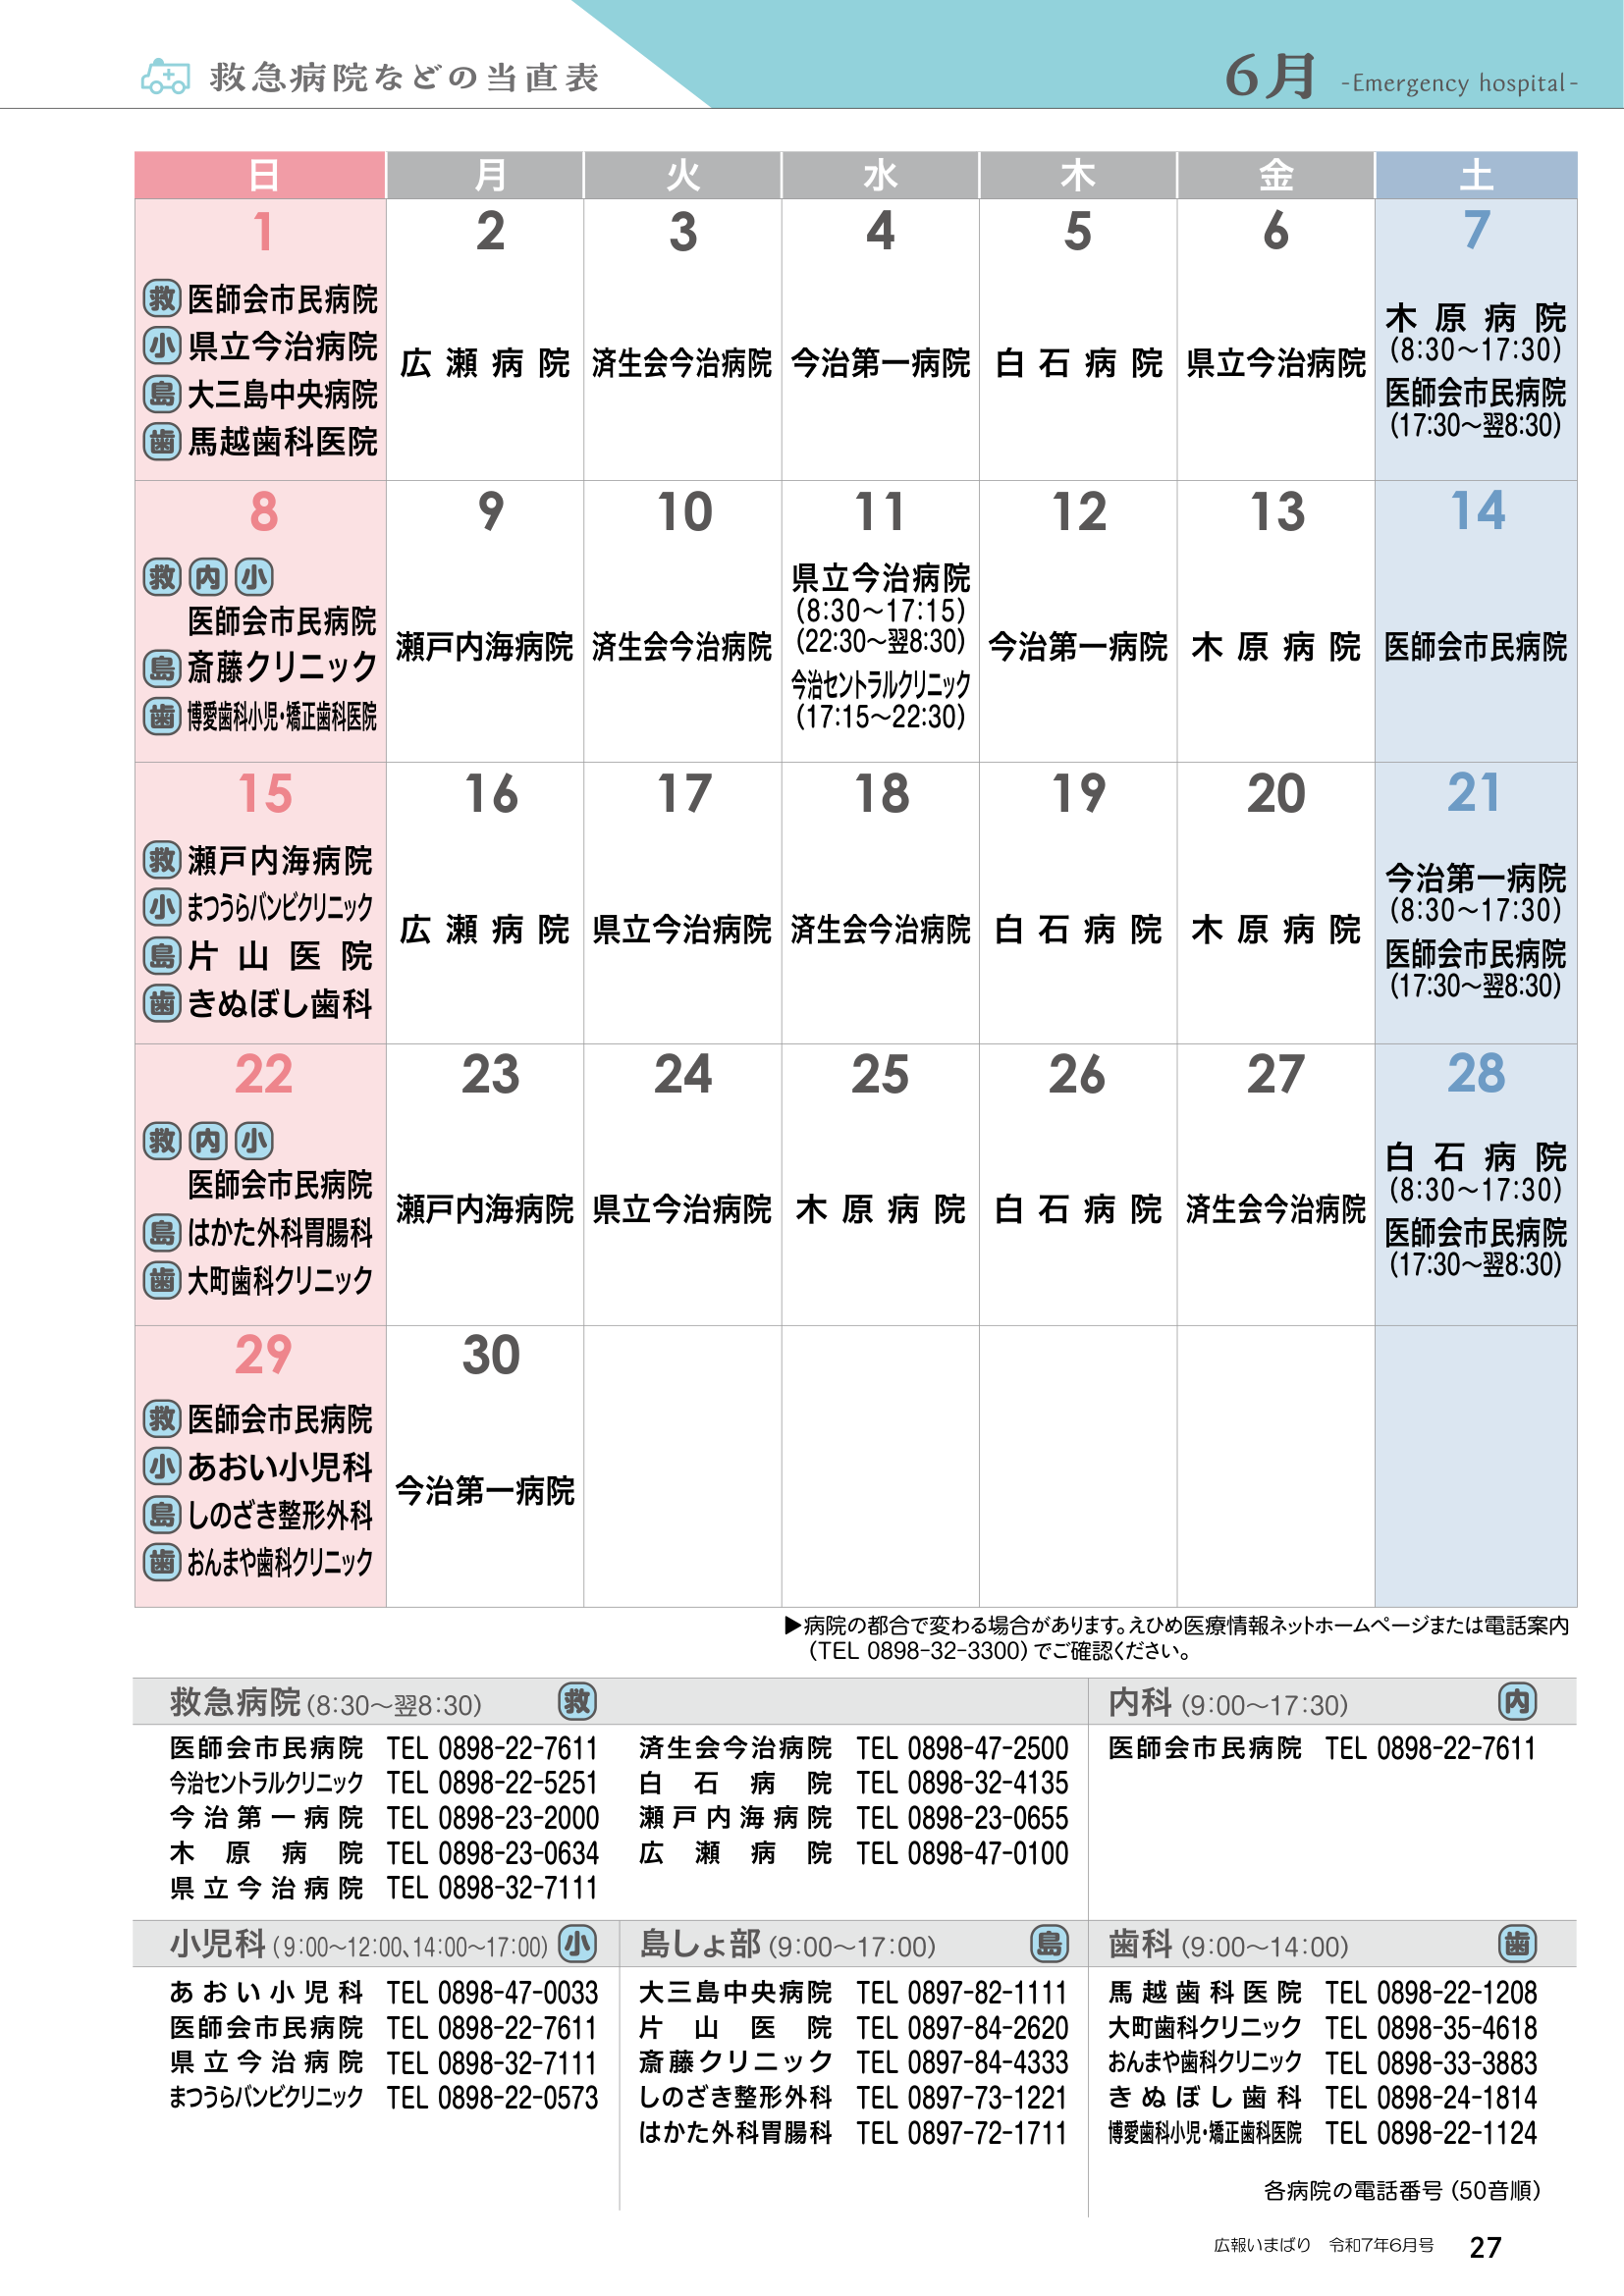 救急病院などの当直表
6月 -Emergency hospital-
日 月 火 水 木 金 土
1 2 3 4 5 6 7
救 医師会市民病院
小 県立今治病院
島 大三島中央病院
歯 馬越歯科医院
広瀬病院
済生会今治病院
今治第一病院
白石病院
県立今治病院
木原病院
(8:30～17:30)
医師会市民病院
(17:30～翌8:30)
8 9 10 11 12 13 14
救 内 小
医師会市民病院
島 斎藤クリニック
歯 博愛歯科小児・矯正歯科医院
瀬戸内海病院
済生会今治病院
県立今治病院
(8:30～17:15)
(22:30～翌8:30)
今治セントラルクリニック
(17:15～22:30)
今治第一病院
木原病院
医師会市民病院
15 16 17 18 19 20 21
救 瀬戸内海病院
小 まつうらバンビクリニック
島 片山医院
歯 きぬぼし歯科
広瀬病院
県立今治病院
済生会今治病院
白石病院
木原病院
今治第一病院
(8:30～17:30)
医師会市民病院
(17:30～翌8:30)
22 23 24 25 26 27 28
救 内 小
医師会市民病院
島 はかた外科胃腸科
歯 大町歯科クリニック
瀬戸内海病院
県立今治病院
木原病院
白石病院
済生会今治病院
白石病院
(8:30～17:30)
医師会市民病院
(17:30～翌8:30)
29 30
救 医師会市民病院
小 あおい小児科
島 しのざき整形外科
歯 おんまや歯科クリニック
今治第一病院
▶病院の都合で変わる場合があります。えひめ医療情報ネットホームページまたは電話案内
(TEL 0898-32-3300)でご確認ください。
救急病院(8:30～翌8:30) 救
医師会市民病院 TEL 0898-22-7611
今治セントラルクリニック TEL 0898-22-5251
今治第一病院 TEL 0898-23-2000
木原病院 TEL 0898-23-0634
県立今治病院 TEL 0898-32-7111
済生会今治病院 TEL 0898-47-2500
白石病院 TEL 0898-32-4135
瀬戸内海病院 TEL 0898-23-0655
広瀬病院 TEL 0898-47-0100
内科(9:00～17:30) 内
医師会市民病院 TEL 0898-22-7611
小児科(9:00～12:00、14:00～17:00) 小
あおい小児科 TEL 0898-47-0033
医師会市民病院 TEL 0898-22-7611
県立今治病院 TEL 0898-32-7111
まつうらバンビクリニック TEL 0898-22-0573
島しょ部(9:00～17:00) 島
大三島中央病院 TEL 0897-82-1111
片山医院 TEL 0897-84-2620
斎藤クリニック TEL 0897-84-4333
しのざき整形外科 TEL 0897-73-1221
はかた外科胃腸科 TEL 0897-72-1711
歯科(9:00～14:00) 歯
馬越歯科医院 TEL 0898-22-1208
大町歯科クリニック TEL 0898-35-4618
おんまや歯科クリニック TEL 0898-33-3883
きぬぼし歯科 TEL 0898-24-1814
博愛歯科小児・矯正歯科医院 TEL 0898-22-1124
各病院の電話番号(50音順)
広報いまばり 令和7年6月号 27